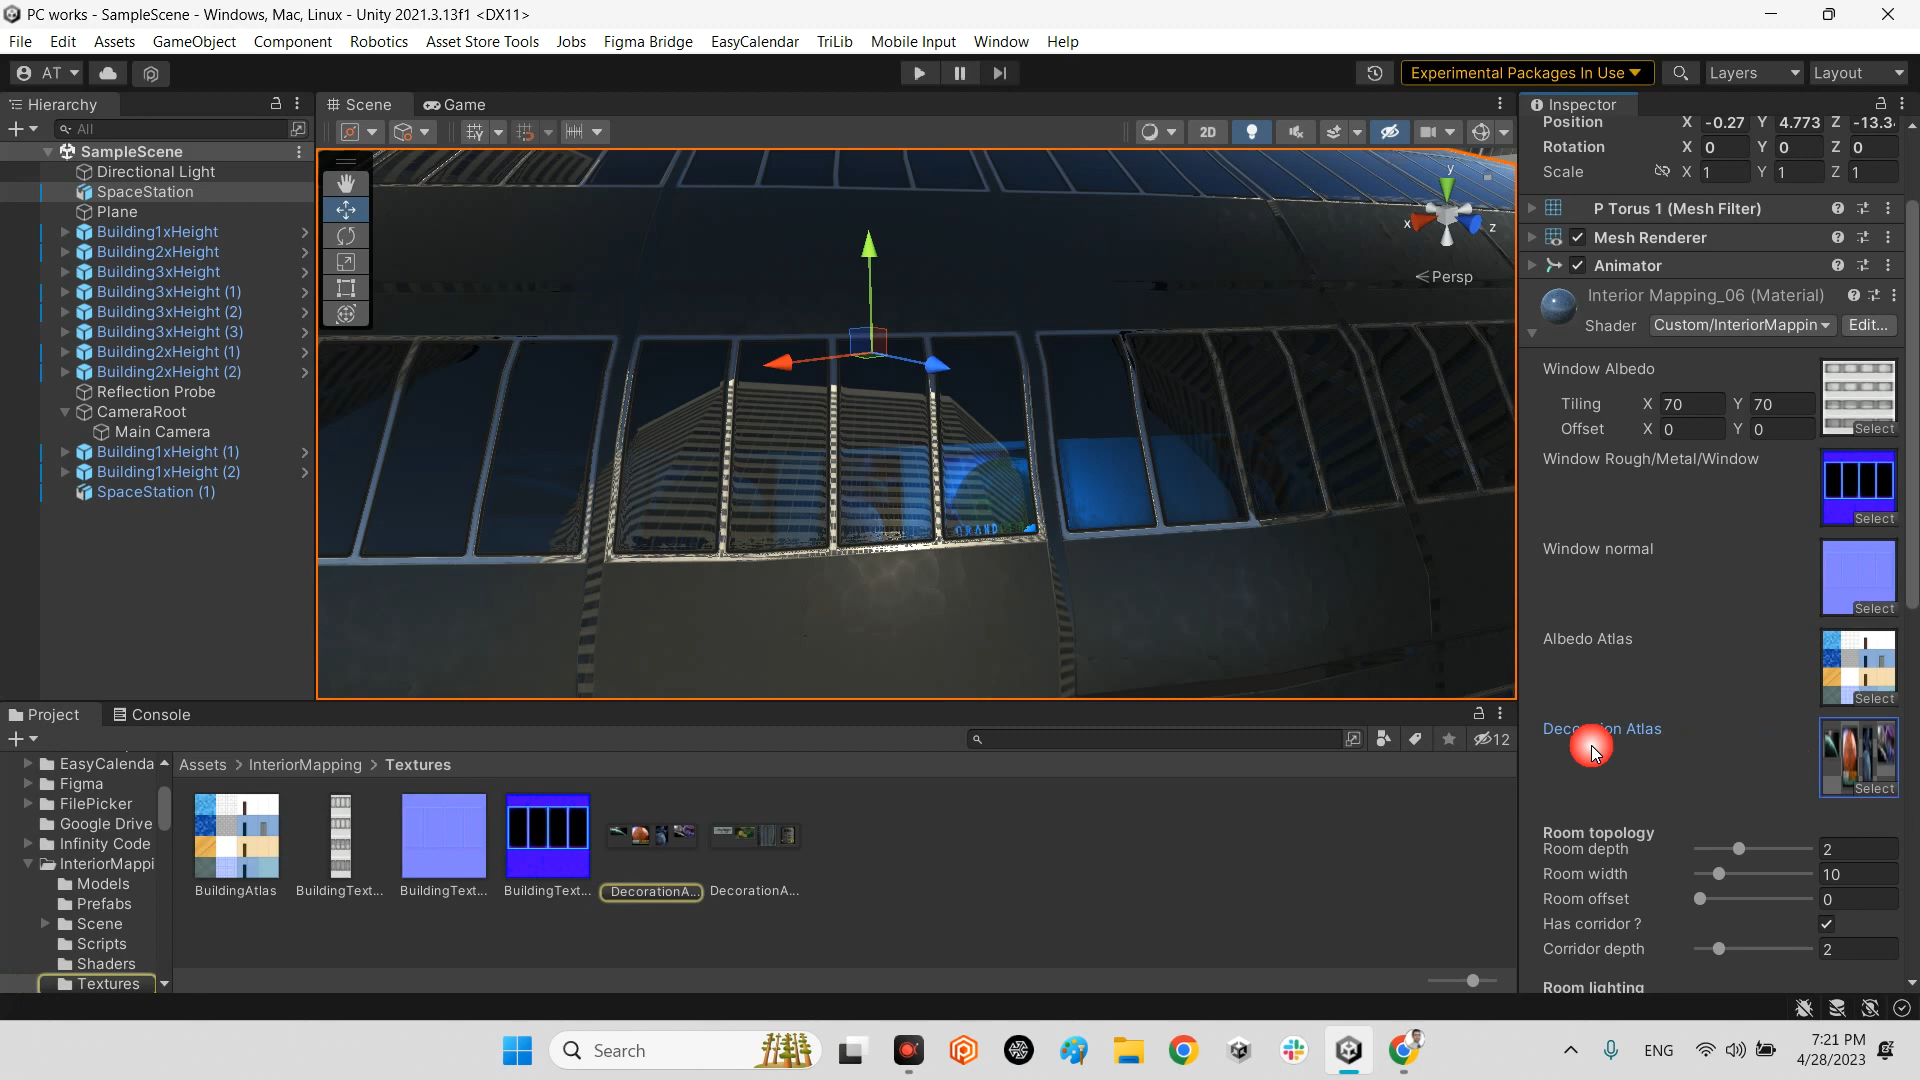 PC works - SampleScene - Windows, Mac, Linux - Unity 2021.3.13f1 <DX11>
File Edit Assets GameObject Component Robotics Asset Store Tools Jobs Figma Bridge EasyCalendar TriLib Mobile Input Window Help
AT Experimental Packages In Use Layers Layout
Hierarchy
All
SampleScene
Directional Light
SpaceStation
Plane
Building1xHeight
Building2xHeight
Building3xHeight
Building3xHeight (1)
Building3xHeight (2)
Building3xHeight (3)
Building2xHeight (1)
Building2xHeight (2)
Reflection Probe
CameraRoot
Main Camera
Building1xHeight (1)
Building1xHeight (2)
SpaceStation (1)
Scene Game
2D
y
x z
Persp
GRAND
Inspector
Position X -0.27 Y 4.773 Z -13.3
Rotation X 0 Y 0 Z 0
Scale X 1 Y 1 Z 1
P Torus 1 (Mesh Filter)
Mesh Renderer
Animator
Interior Mapping_06 (Material)
Shader Custom/InteriorMappin Edit...
Window Albedo
Tiling X 70 Y 70
Offset X 0 Y 0
Select
Window Rough/Metal/Window
Select
Window normal
Select
Albedo Atlas
Select
Decoration Atlas
Select
Room topology
Room depth 2
Room width 10
Room offset 0
Has corridor ?
Corridor depth 2
Room lighting
Project Console
12
EasyCalenda
Figma
FilePicker
Google Drive
Infinity Code
InteriorMappi
Models
Prefabs
Scene
Scripts
Shaders
Textures
Assets > InteriorMapping > Textures
BuildingAtlas BuildingText... BuildingText... BuildingText... DecorationA... DecorationA...
Search
ENG
7:21 PM
4/28/2023